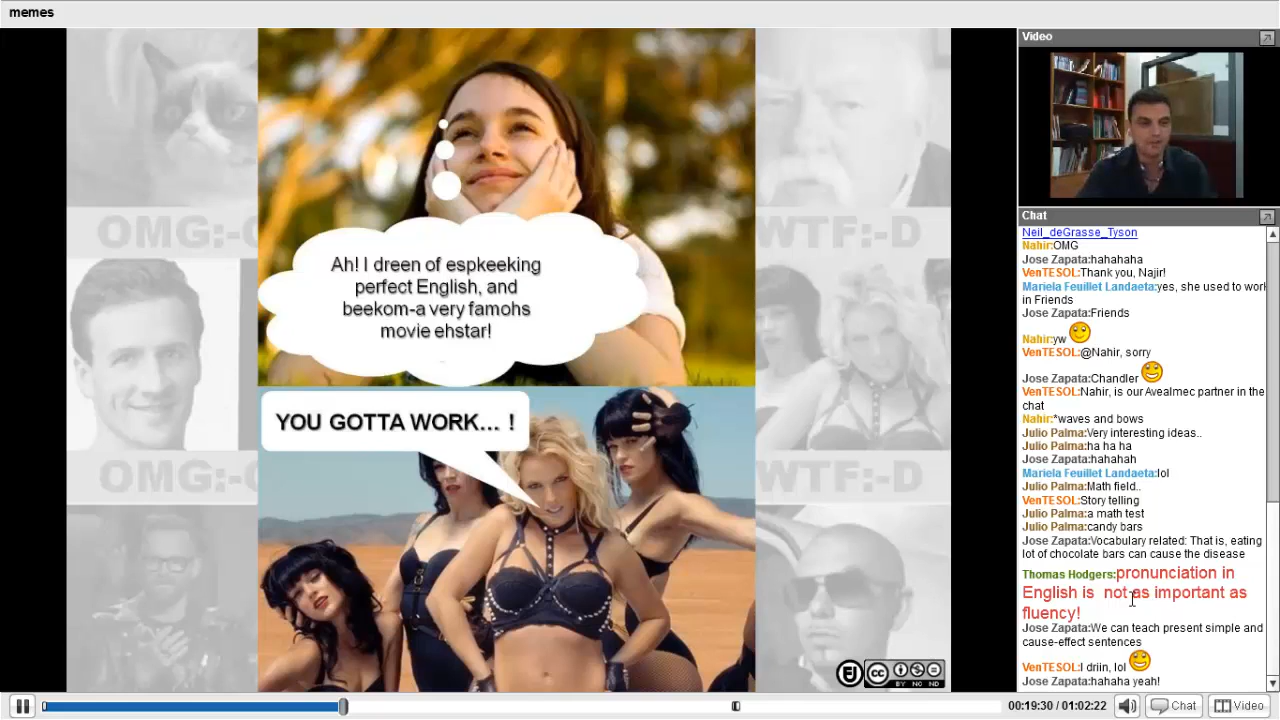 memes
OMG:-O
WTF:-D
Ah! I dreen of espkeeking
perfect English, and
beekom-a very famohs
movie ehstar!
YOU GOTTA WORK... !
OMG:-O
WTF:-D
CC
BY NC ND
Video
Chat
Neil_deGrasse_Tyson
Nahir:OMG
Jose Zapata:hahahaha
VenTESOL:Thank you, Najir!
Mariela Feuillet Landaeta:yes, she used to work
in Friends
Jose Zapata:Friends
Nahir:yw
VenTESOL:@Nahir, sorry
Jose Zapata:Chandler
VenTESOL:Nahir, is our Avealmec partner in the
chat
Nahir:*waves and bows
Julio Palma:Very interesting ideas..
Julio Palma:ha ha ha
Jose Zapata:hahahah
Mariela Feuillet Landaeta:lol
Julio Palma:Math field..
VenTESOL:Story telling
Julio Palma:a math test
Julio Palma:candy bars
Jose Zapata:Vocabulary related: That is, eating
lot of chocolate bars can cause the disease
Thomas Hodgers:pronunciation in
English is not as important as
fluency!
Jose Zapata:We can teach present simple and
cause-effect sentences
VenTESOL:I driin, lol
Jose Zapata:hahaha yeah!
00:19:30 / 01:02:22
Chat
Video